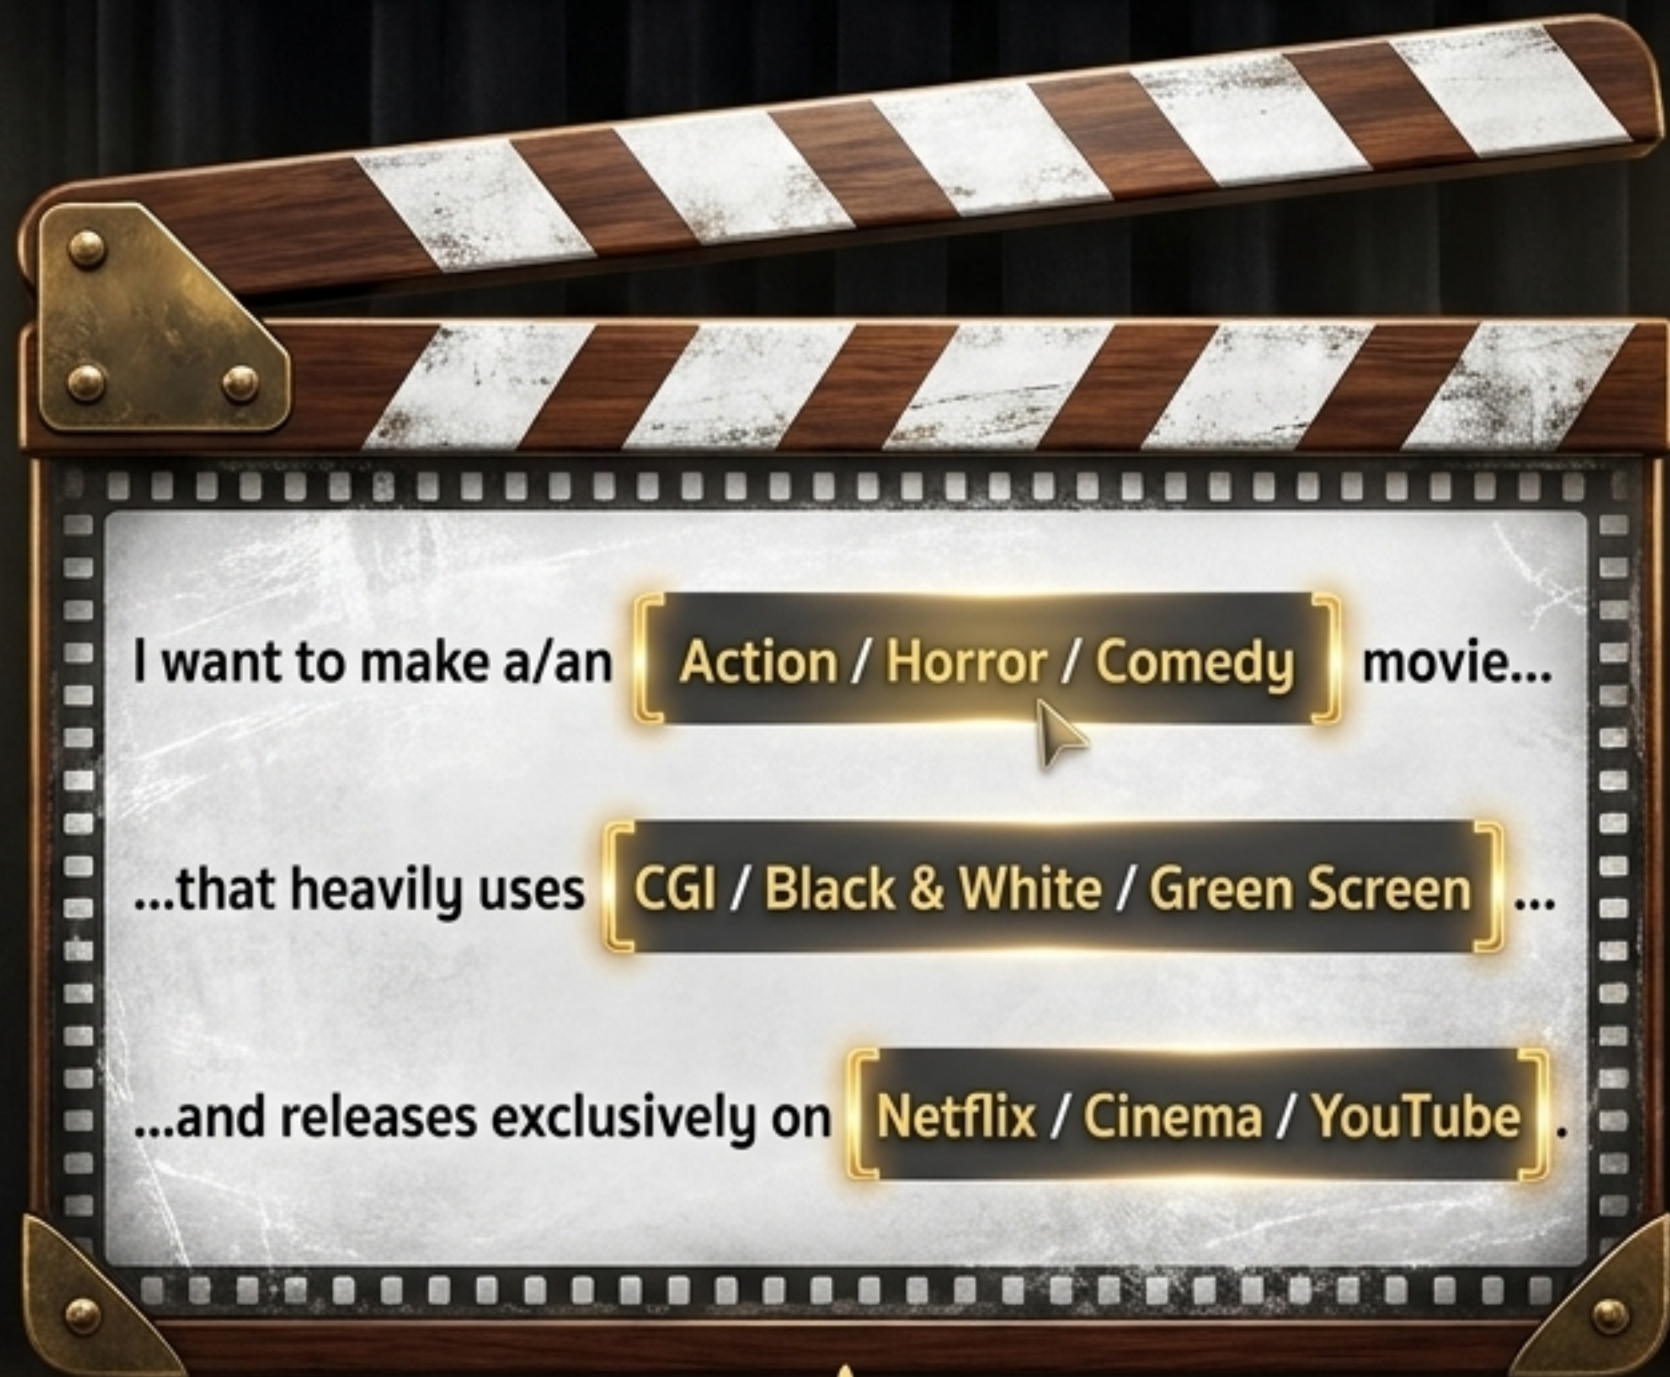 I want to make a/an [Action / Horror / Comedy] movie...
...that heavily uses [CGI / Black & White / Green Screen] ...
...and releases exclusively on [Netflix / Cinema / YouTube] .